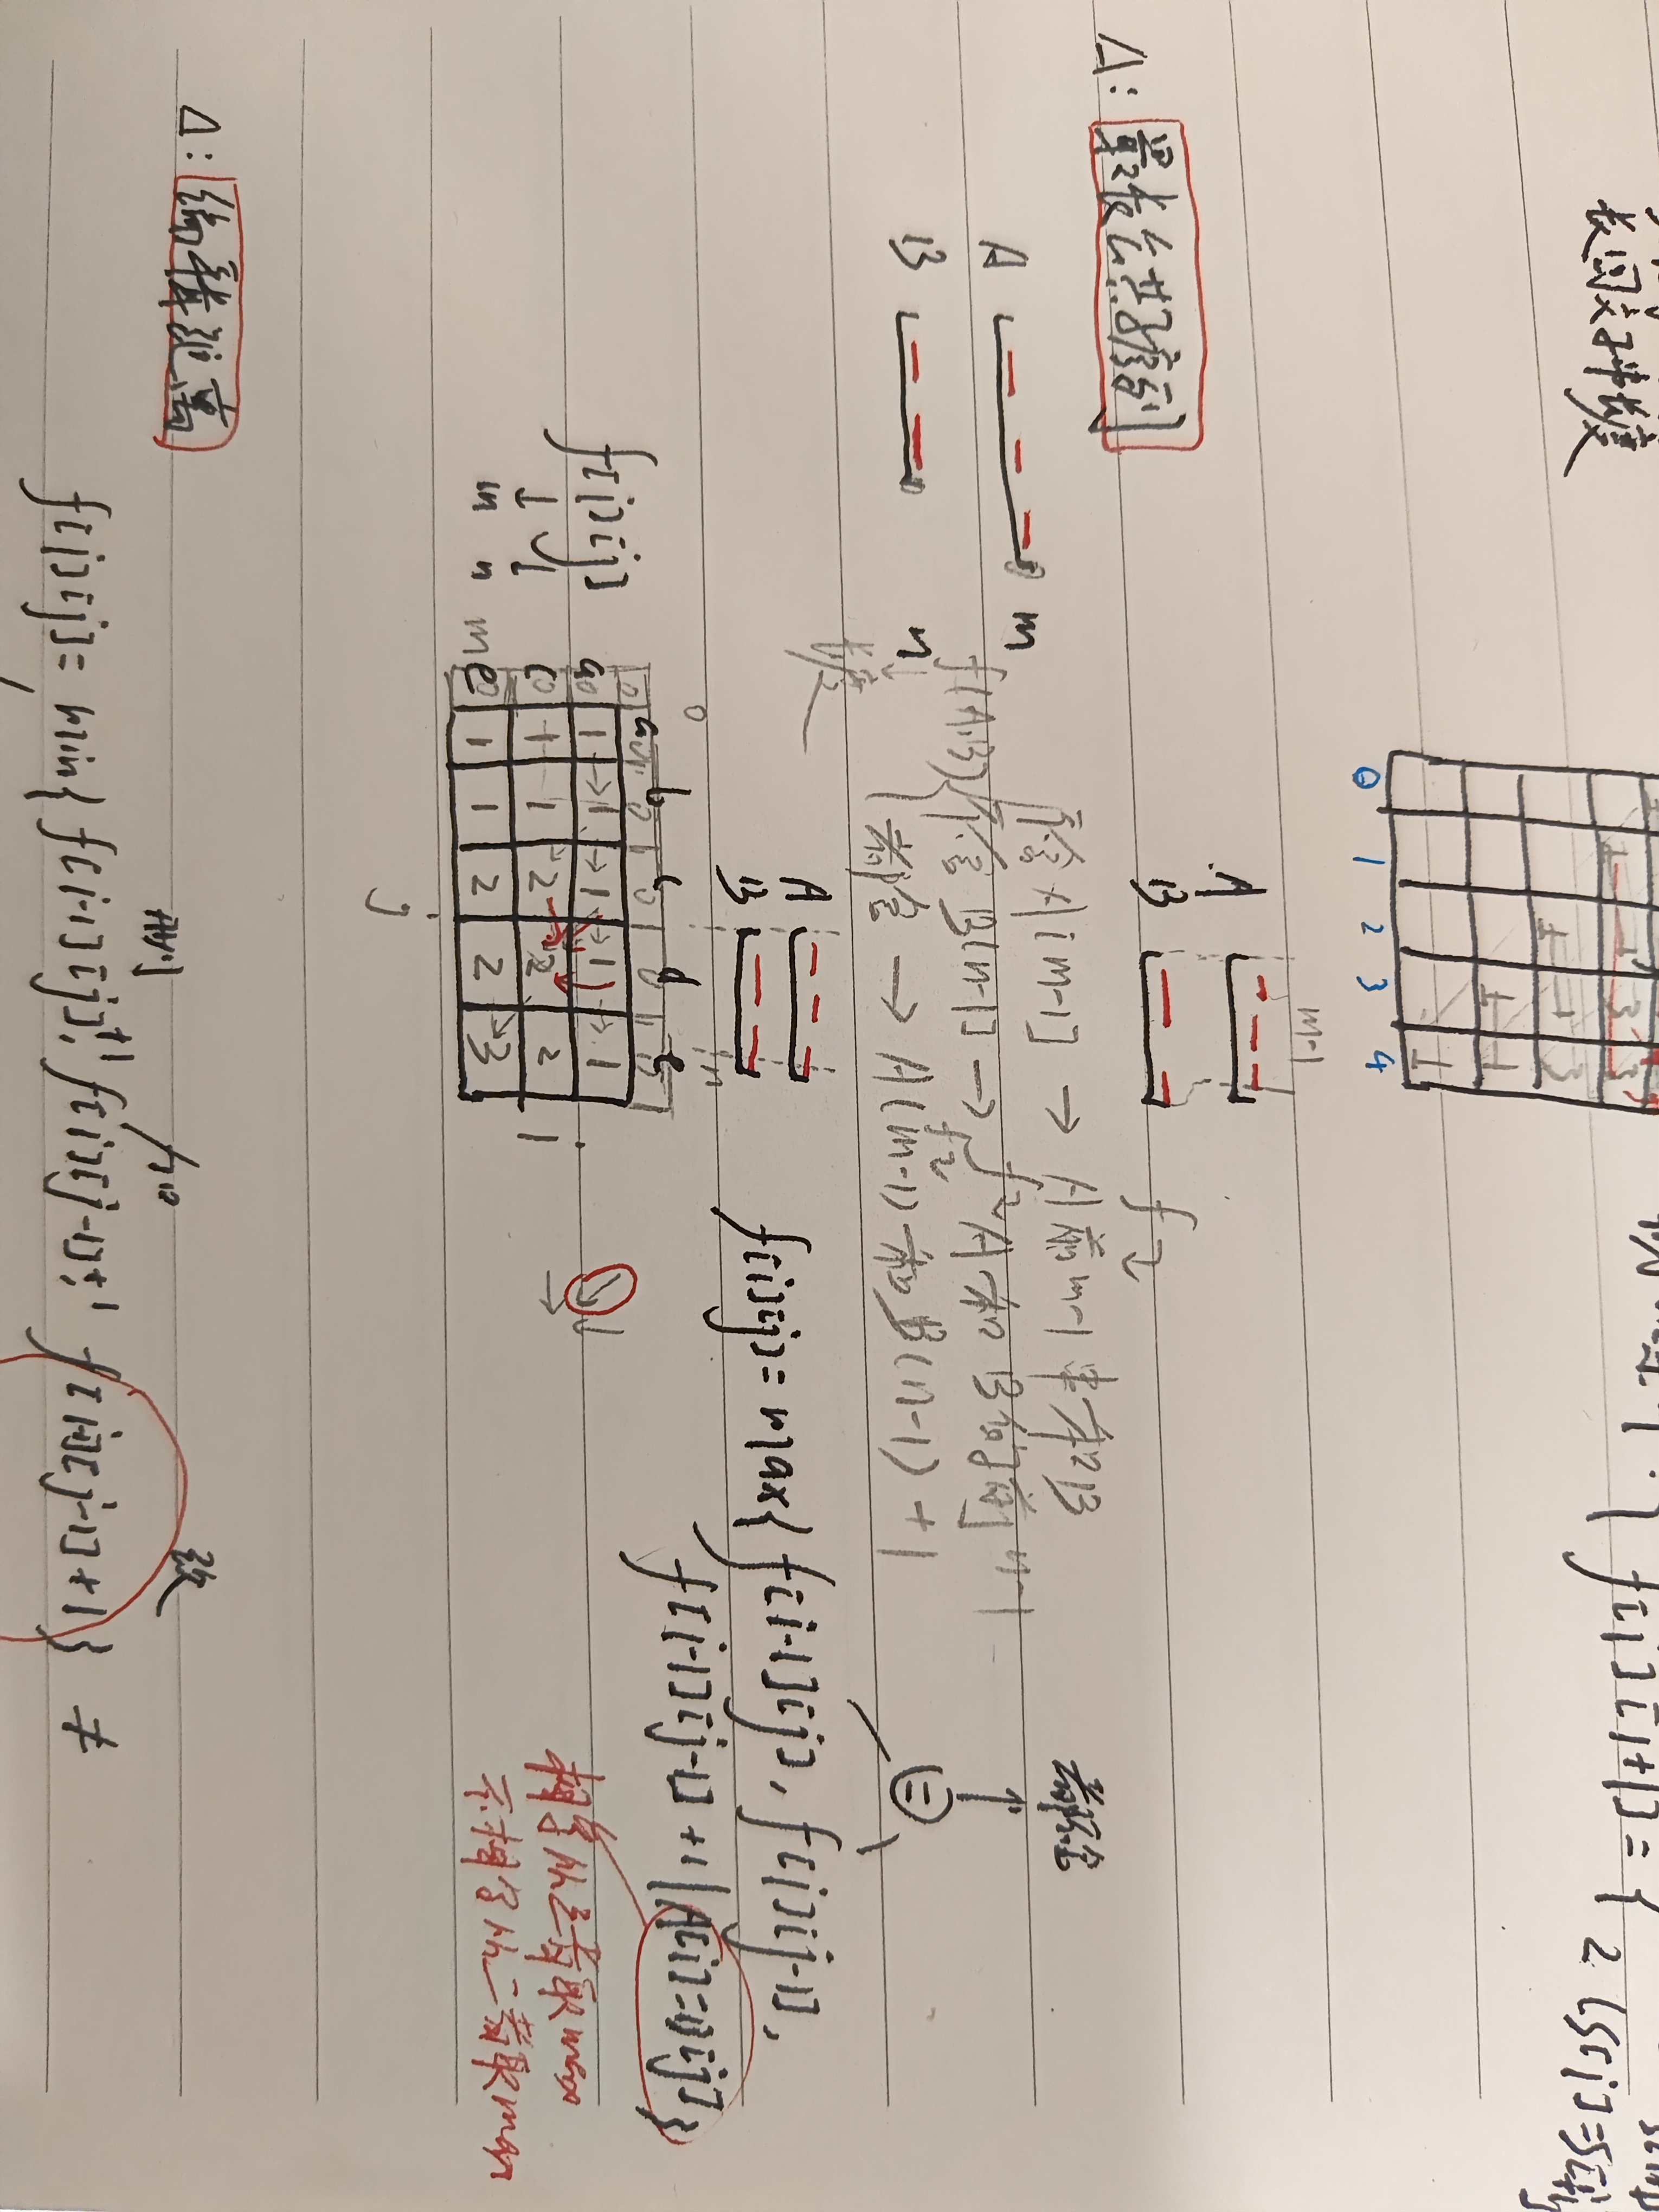 长回文子串长度
f[j][j+1]={
2 (S[j]=S[j+1]
1 1 3 3
1 1 3
1 1
1
0 1 2 3 4
m-1
A
B
Δ: 最长公共子序列
f
不含A[m-1] → A前m-1串和B
A m
f(A,B) 不含B[n-1] → f A和B的前n-1
B n
f
都含 → A(m-1)和B(n-1)+1
长度
都不含
=
A
B
f[i][j]=max{f[i-1][j], f[i][j-1],
f[i-1][j-1]+1|A[i]=B[j]}
n
0
a b c d e
0 0 0 0 0 0
f[i][j]
a 0 1 →1 →1 →1 →1
c 0 1 1 2 2 2 i
↓ ↓
m n
m e 0 1 1 2 2 3
j
相等从三者取max
不相等从二者取max
Δ: 编辑距离
删 加 改
f[i][j]=min{f[i-1][j]+1, f[i][j-1]+1, f[i-1][j-1]+1} ≠